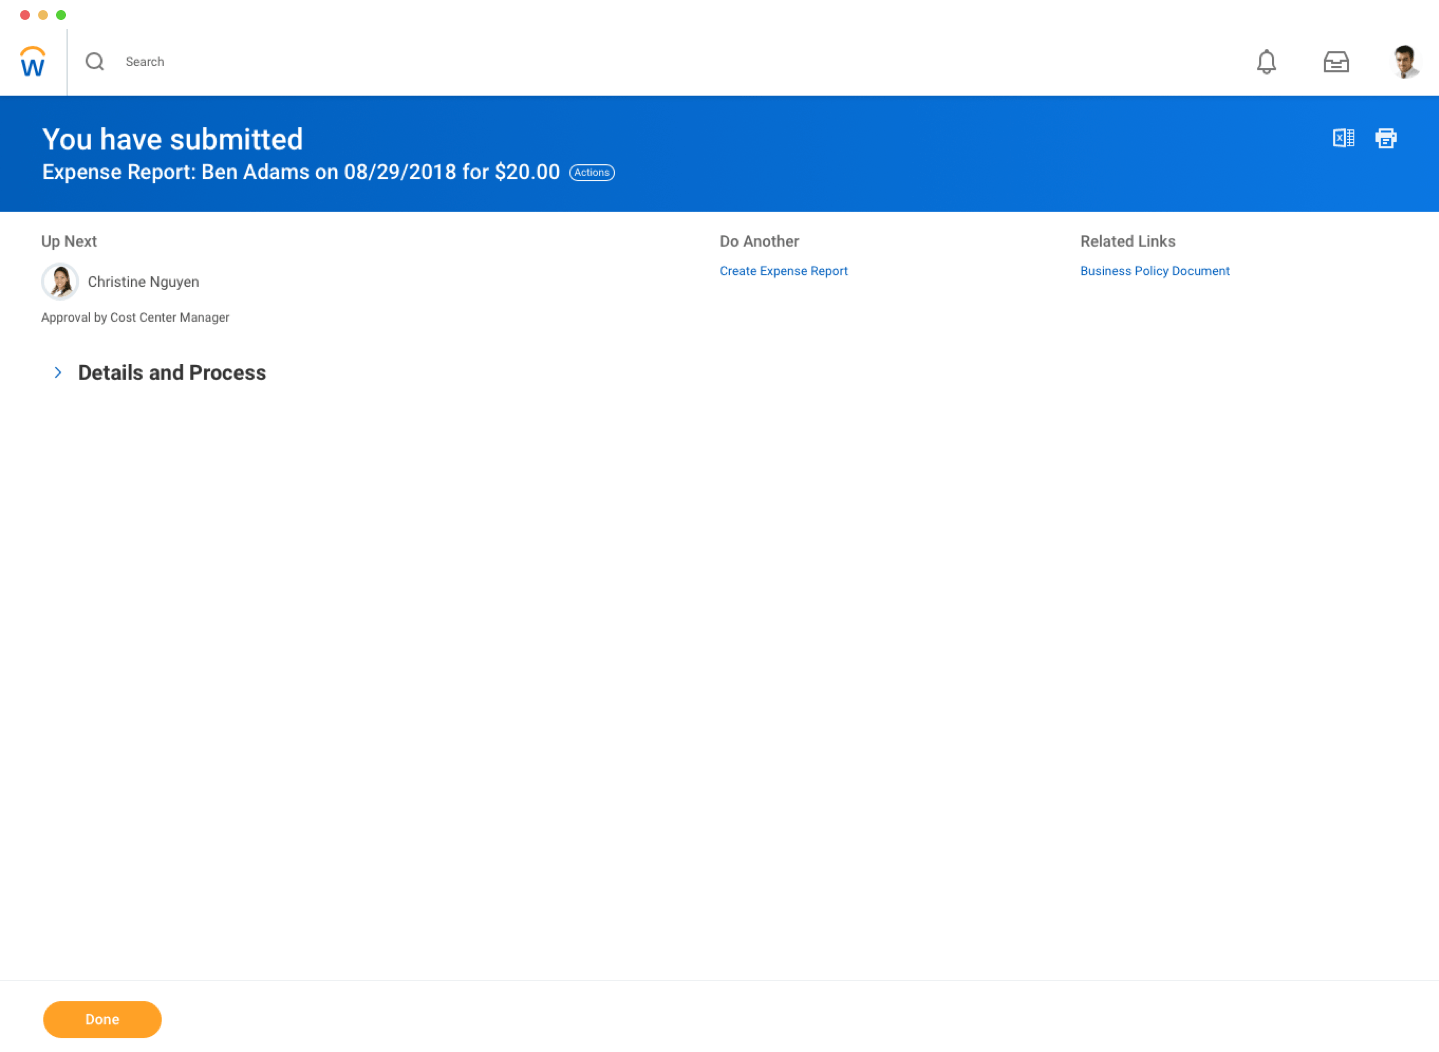 W
Search
You have submitted
Expense Report: Ben Adams on 08/29/2018 for $20.00 Actions
Up Next
Christine Nguyen
Approval by Cost Center Manager
Do Another
Create Expense Report
Related Links
Business Policy Document
Details and Process
Done